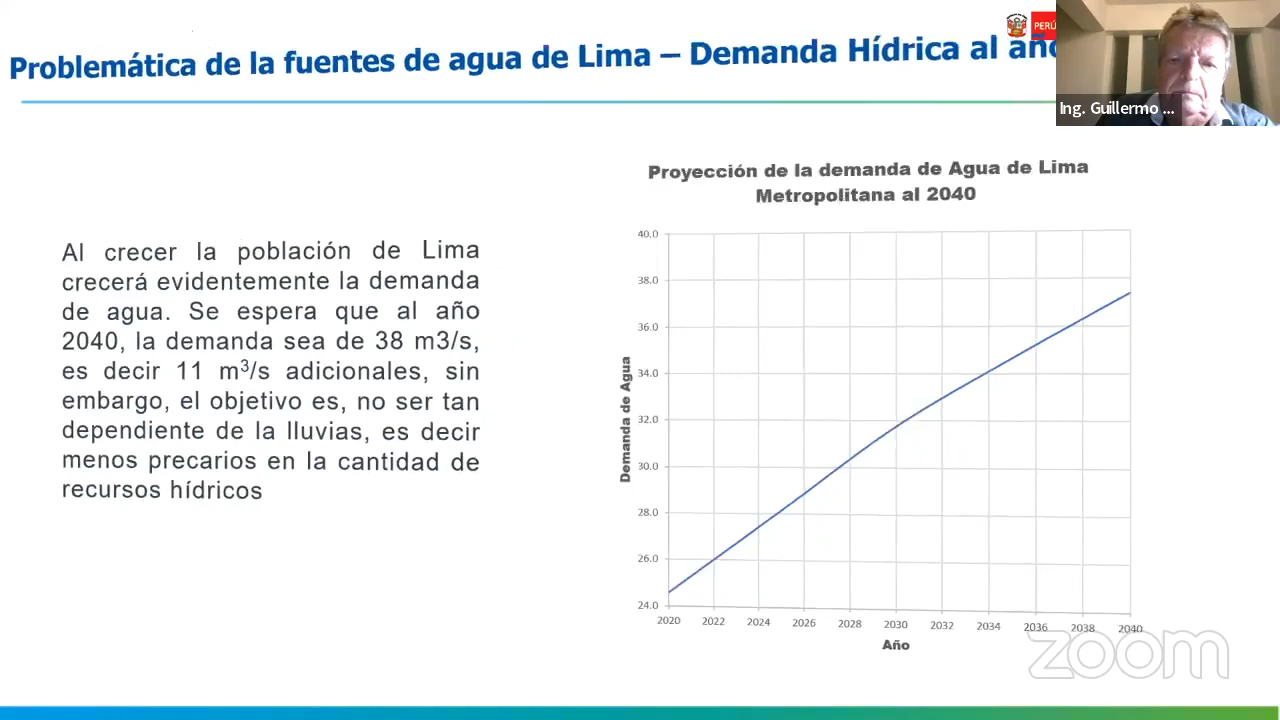 PERÚ
Problemática de la fuentes de agua de Lima – Demanda Hídrica al año
Ing. Guillermo ...
Al crecer la población de Lima
crecerá evidentemente la demanda
de agua. Se espera que al año
2040, la demanda sea de 38 m3/s,
es decir 11 m³/s adicionales, sin
embargo, el objetivo es, no ser tan
dependiente de la lluvias, es decir
menos precarios en la cantidad de
recursos hídricos
Proyección de la demanda de Agua de Lima
Metropolitana al 2040
40.0
38.0
36.0
34.0
32.0
30.0
28.0
26.0
24.0
Demanda de Agua
2020 2022 2024 2026 2028 2030 2032 2034 2036 2038 2040
Año
zoom